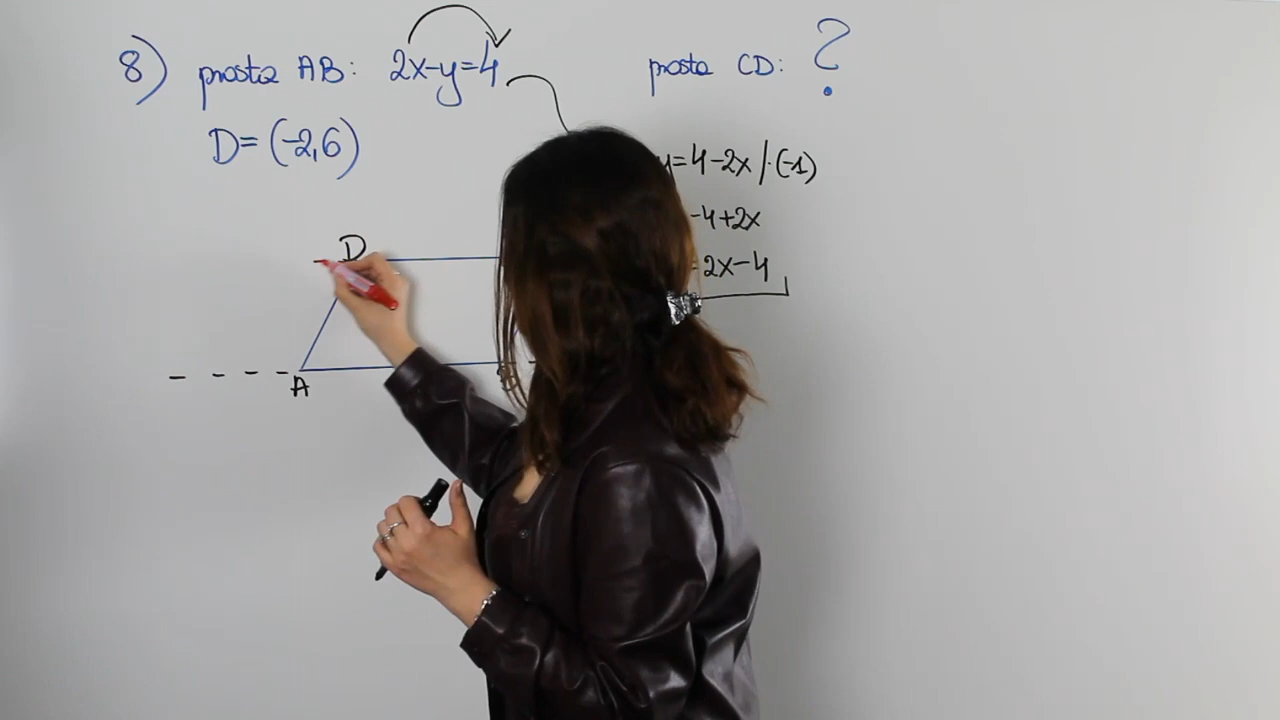 8) prosta AB: 2x-y=4
prosta CD: ?
D=(-2,6)
=4-2x /·(-1)
-4+2x
=2x-4
D
A